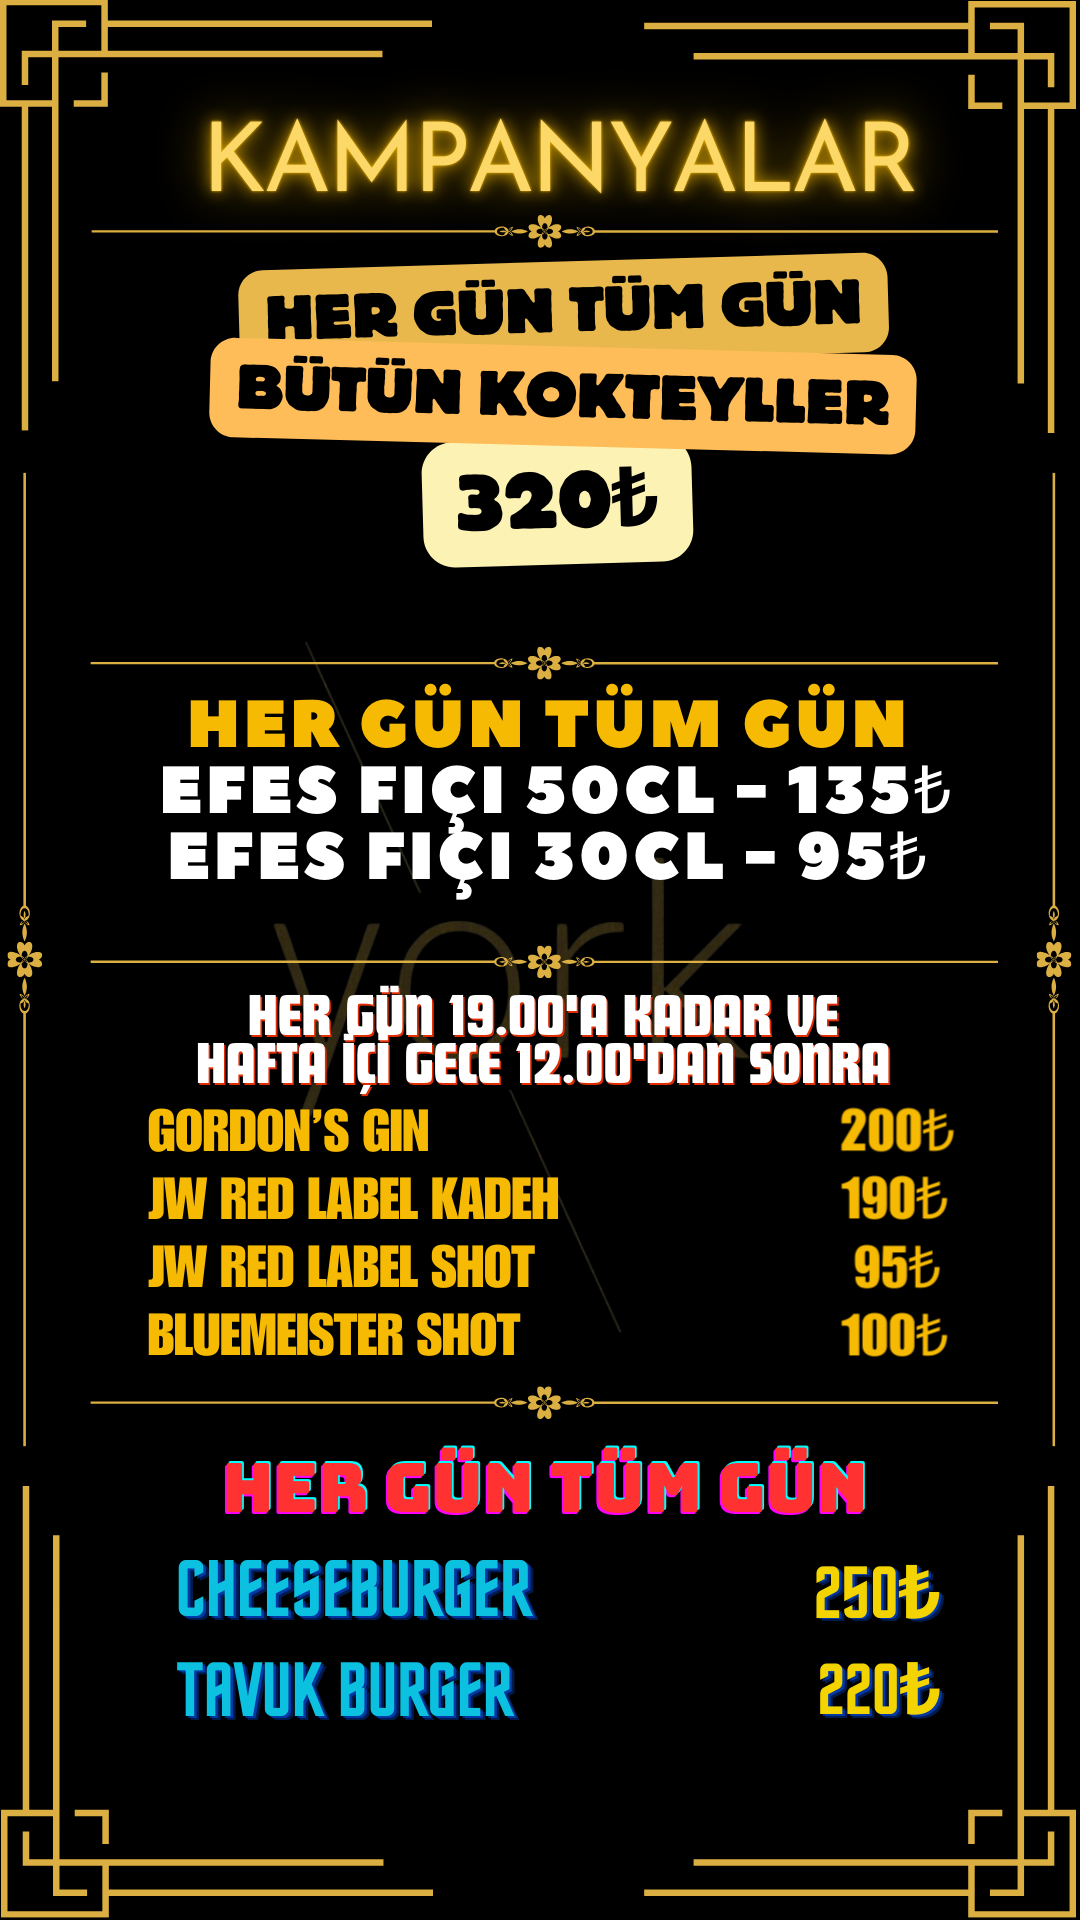 KAMPANYALAR
HER GÜN TÜM GÜN
BÜTÜN KOKTEYLLER
320₺
HER GÜN TÜM GÜN
EFES FIÇI 50CL - 135₺
EFES FIÇI 30CL - 95₺
york
HER GÜN 19.00'A KADAR VE
HAFTA İÇİ GECE 12.00'DAN SONRA
GORDON’S GIN 200₺
JW RED LABEL KADEH 190₺
JW RED LABEL SHOT 95₺
BLUEMEISTER SHOT 100₺
HER GÜN TÜM GÜN
CHEESEBURGER 250₺
TAVUK BURGER 220₺